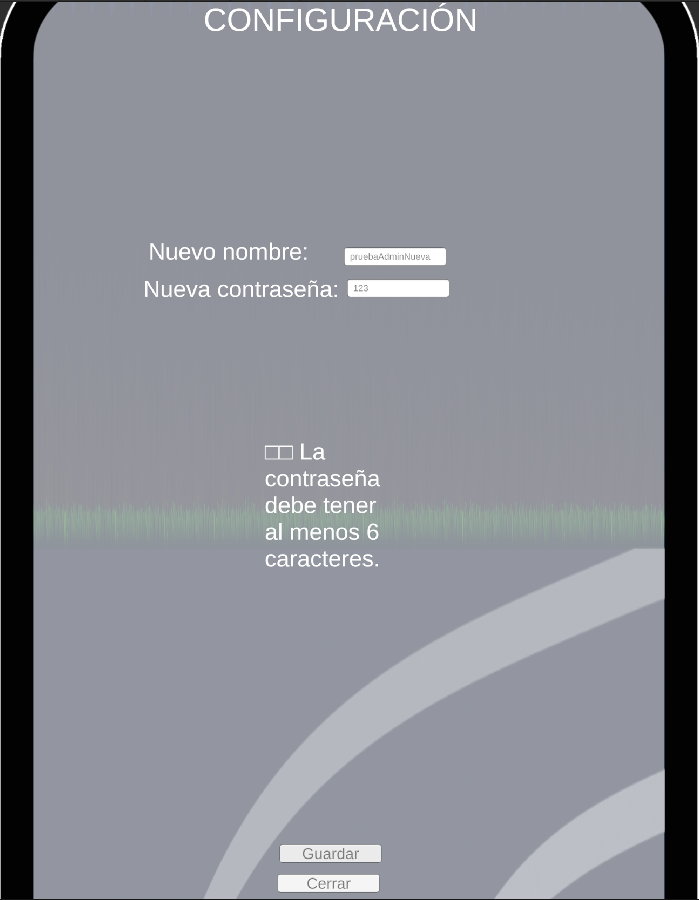 CONFIGURACIÓN
Nuevo nombre: pruebaAdminNueva
Nueva contraseña: 123
□□ La
contraseña
debe tener
al menos 6
caracteres.
Guardar
Cerrar